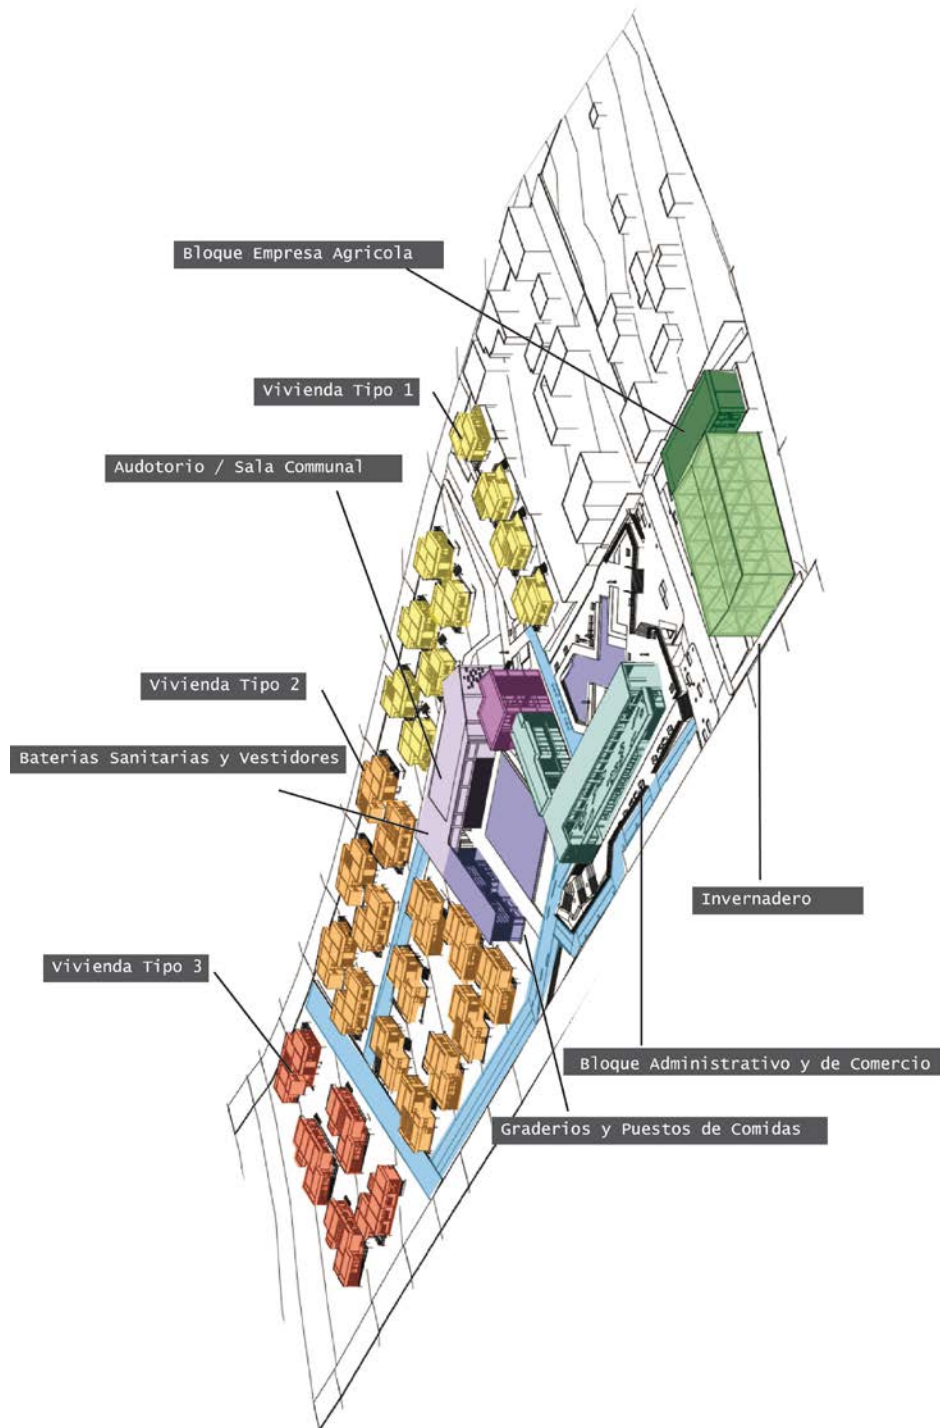 Bloque Empresa Agricola
Vivienda Tipo 1
Audotorio / Sala Communal
Vivienda Tipo 2
Baterias Sanitarias y Vestidores
Invernadero
Vivienda Tipo 3
Bloque Administrativo y de Comercio
Graderios y Puestos de Comidas